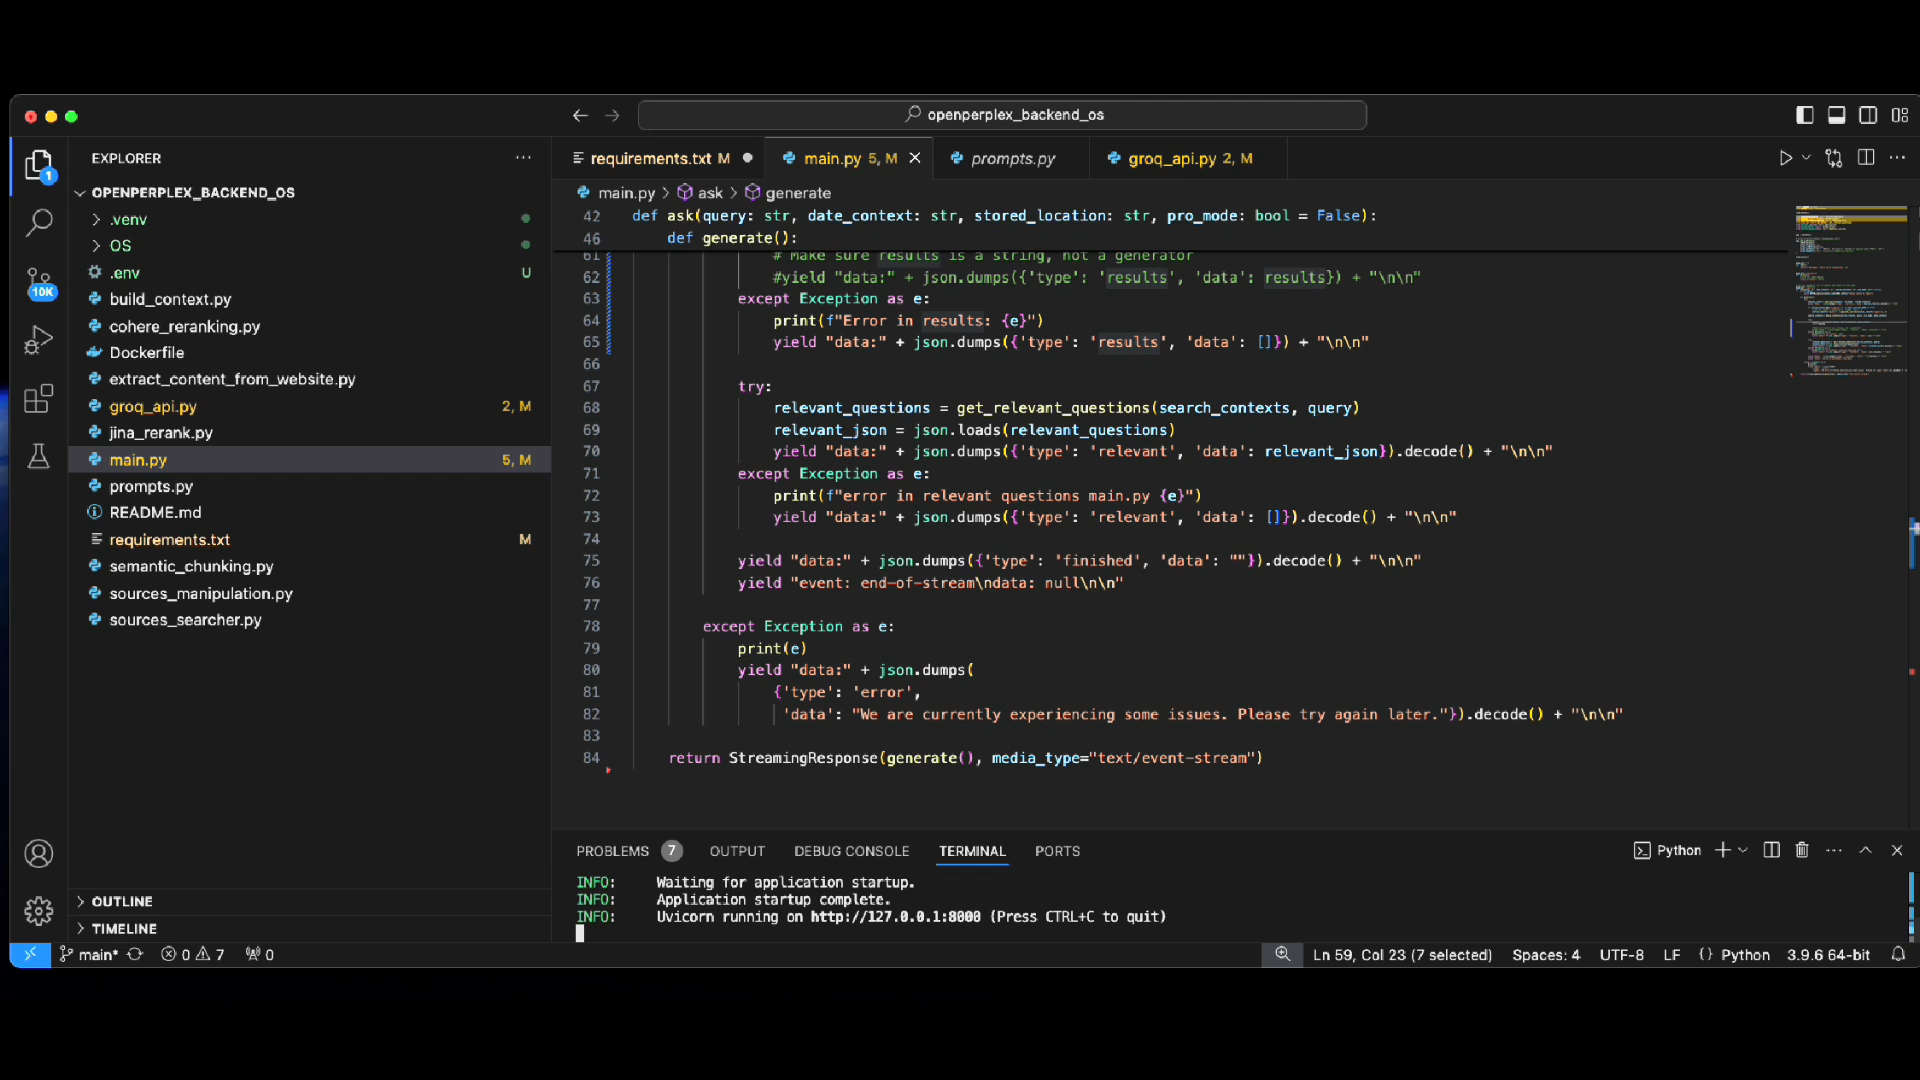 openperplex_backend_os
EXPLORER
requirements.txt M
main.py 5, M
prompts.py
groq_api.py 2, M
OPENPERPLEX_BACKEND_OS
.venv
OS
.env U
build_context.py
cohere_reranking.py
Dockerfile
extract_content_from_website.py
groq_api.py 2, M
jina_rerank.py
main.py 5, M
prompts.py
README.md
requirements.txt M
semantic_chunking.py
sources_manipulation.py
sources_searcher.py
OUTLINE
TIMELINE
1
10K
main.py > ask > generate
42 def ask(query: str, date_context: str, stored_location: str, pro_mode: bool = False):
46 def generate():
61 # Make sure results is a string, not a generator
62 #yield "data:" + json.dumps({'type': 'results', 'data': results}) + "\n\n"
63 except Exception as e:
64 print(f"Error in results: {e}")
65 yield "data:" + json.dumps({'type': 'results', 'data': []}) + "\n\n"
66
67 try:
68 relevant_questions = get_relevant_questions(search_contexts, query)
69 relevant_json = json.loads(relevant_questions)
70 yield "data:" + json.dumps({'type': 'relevant', 'data': relevant_json}).decode() + "\n\n"
71 except Exception as e:
72 print(f"error in relevant questions main.py {e}")
73 yield "data:" + json.dumps({'type': 'relevant', 'data': []}).decode() + "\n\n"
74
75 yield "data:" + json.dumps({'type': 'finished', 'data': ""}).decode() + "\n\n"
76 yield "event: end-of-stream\ndata: null\n\n"
77
78 except Exception as e:
79 print(e)
80 yield "data:" + json.dumps(
81 {'type': 'error',
82 'data': "We are currently experiencing some issues. Please try again later."}).decode() + "\n\n"
83
84 return StreamingResponse(generate(), media_type="text/event-stream")
PROBLEMS 7 OUTPUT DEBUG CONSOLE TERMINAL PORTS
Python
INFO: Waiting for application startup.
INFO: Application startup complete.
INFO: Uvicorn running on http://127.0.0.1:8000 (Press CTRL+C to quit)
main* 0 7 0
Ln 59, Col 23 (7 selected) Spaces: 4 UTF-8 LF Python 3.9.6 64-bit